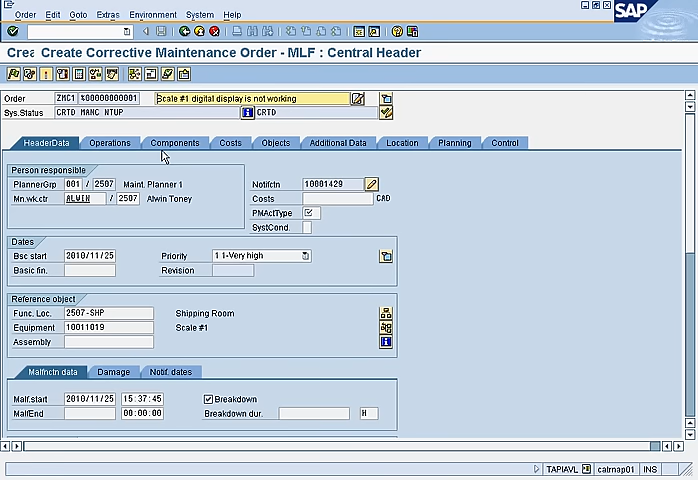 Order Edit Goto Extras Environment System Help
SAP
Create Corrective Maintenance Order - MLF : Central Header
Order ZMC1 %00000000001 Scale #1 digital display is not working
Sys.Status CRTD MANC NTUP CRTD
HeaderData Operations Components Costs Objects Additional Data Location Planning Control
Person responsible
PlannerGrp 001 / 2507 Maint. Planner 1 Notifctn 10001429
Mn.wk.ctr ALWIN / 2507 Alwin Toney Costs CAD
PMActType
SystCond.
Dates
Bsc start 2010/11/25 Priority 1 1-Very high
Basic fin. Revision
Reference object
Func. Loc. 2507-SHP Shipping Room
Equipment 10011019 Scale #1
Assembly
Malfnctn data Damage Notif. dates
Malf.start 2010/11/25 15:37:45 Breakdown
MalfEnd 00:00:00 Breakdown dur. H
TAPIAVL catrnap01 INS